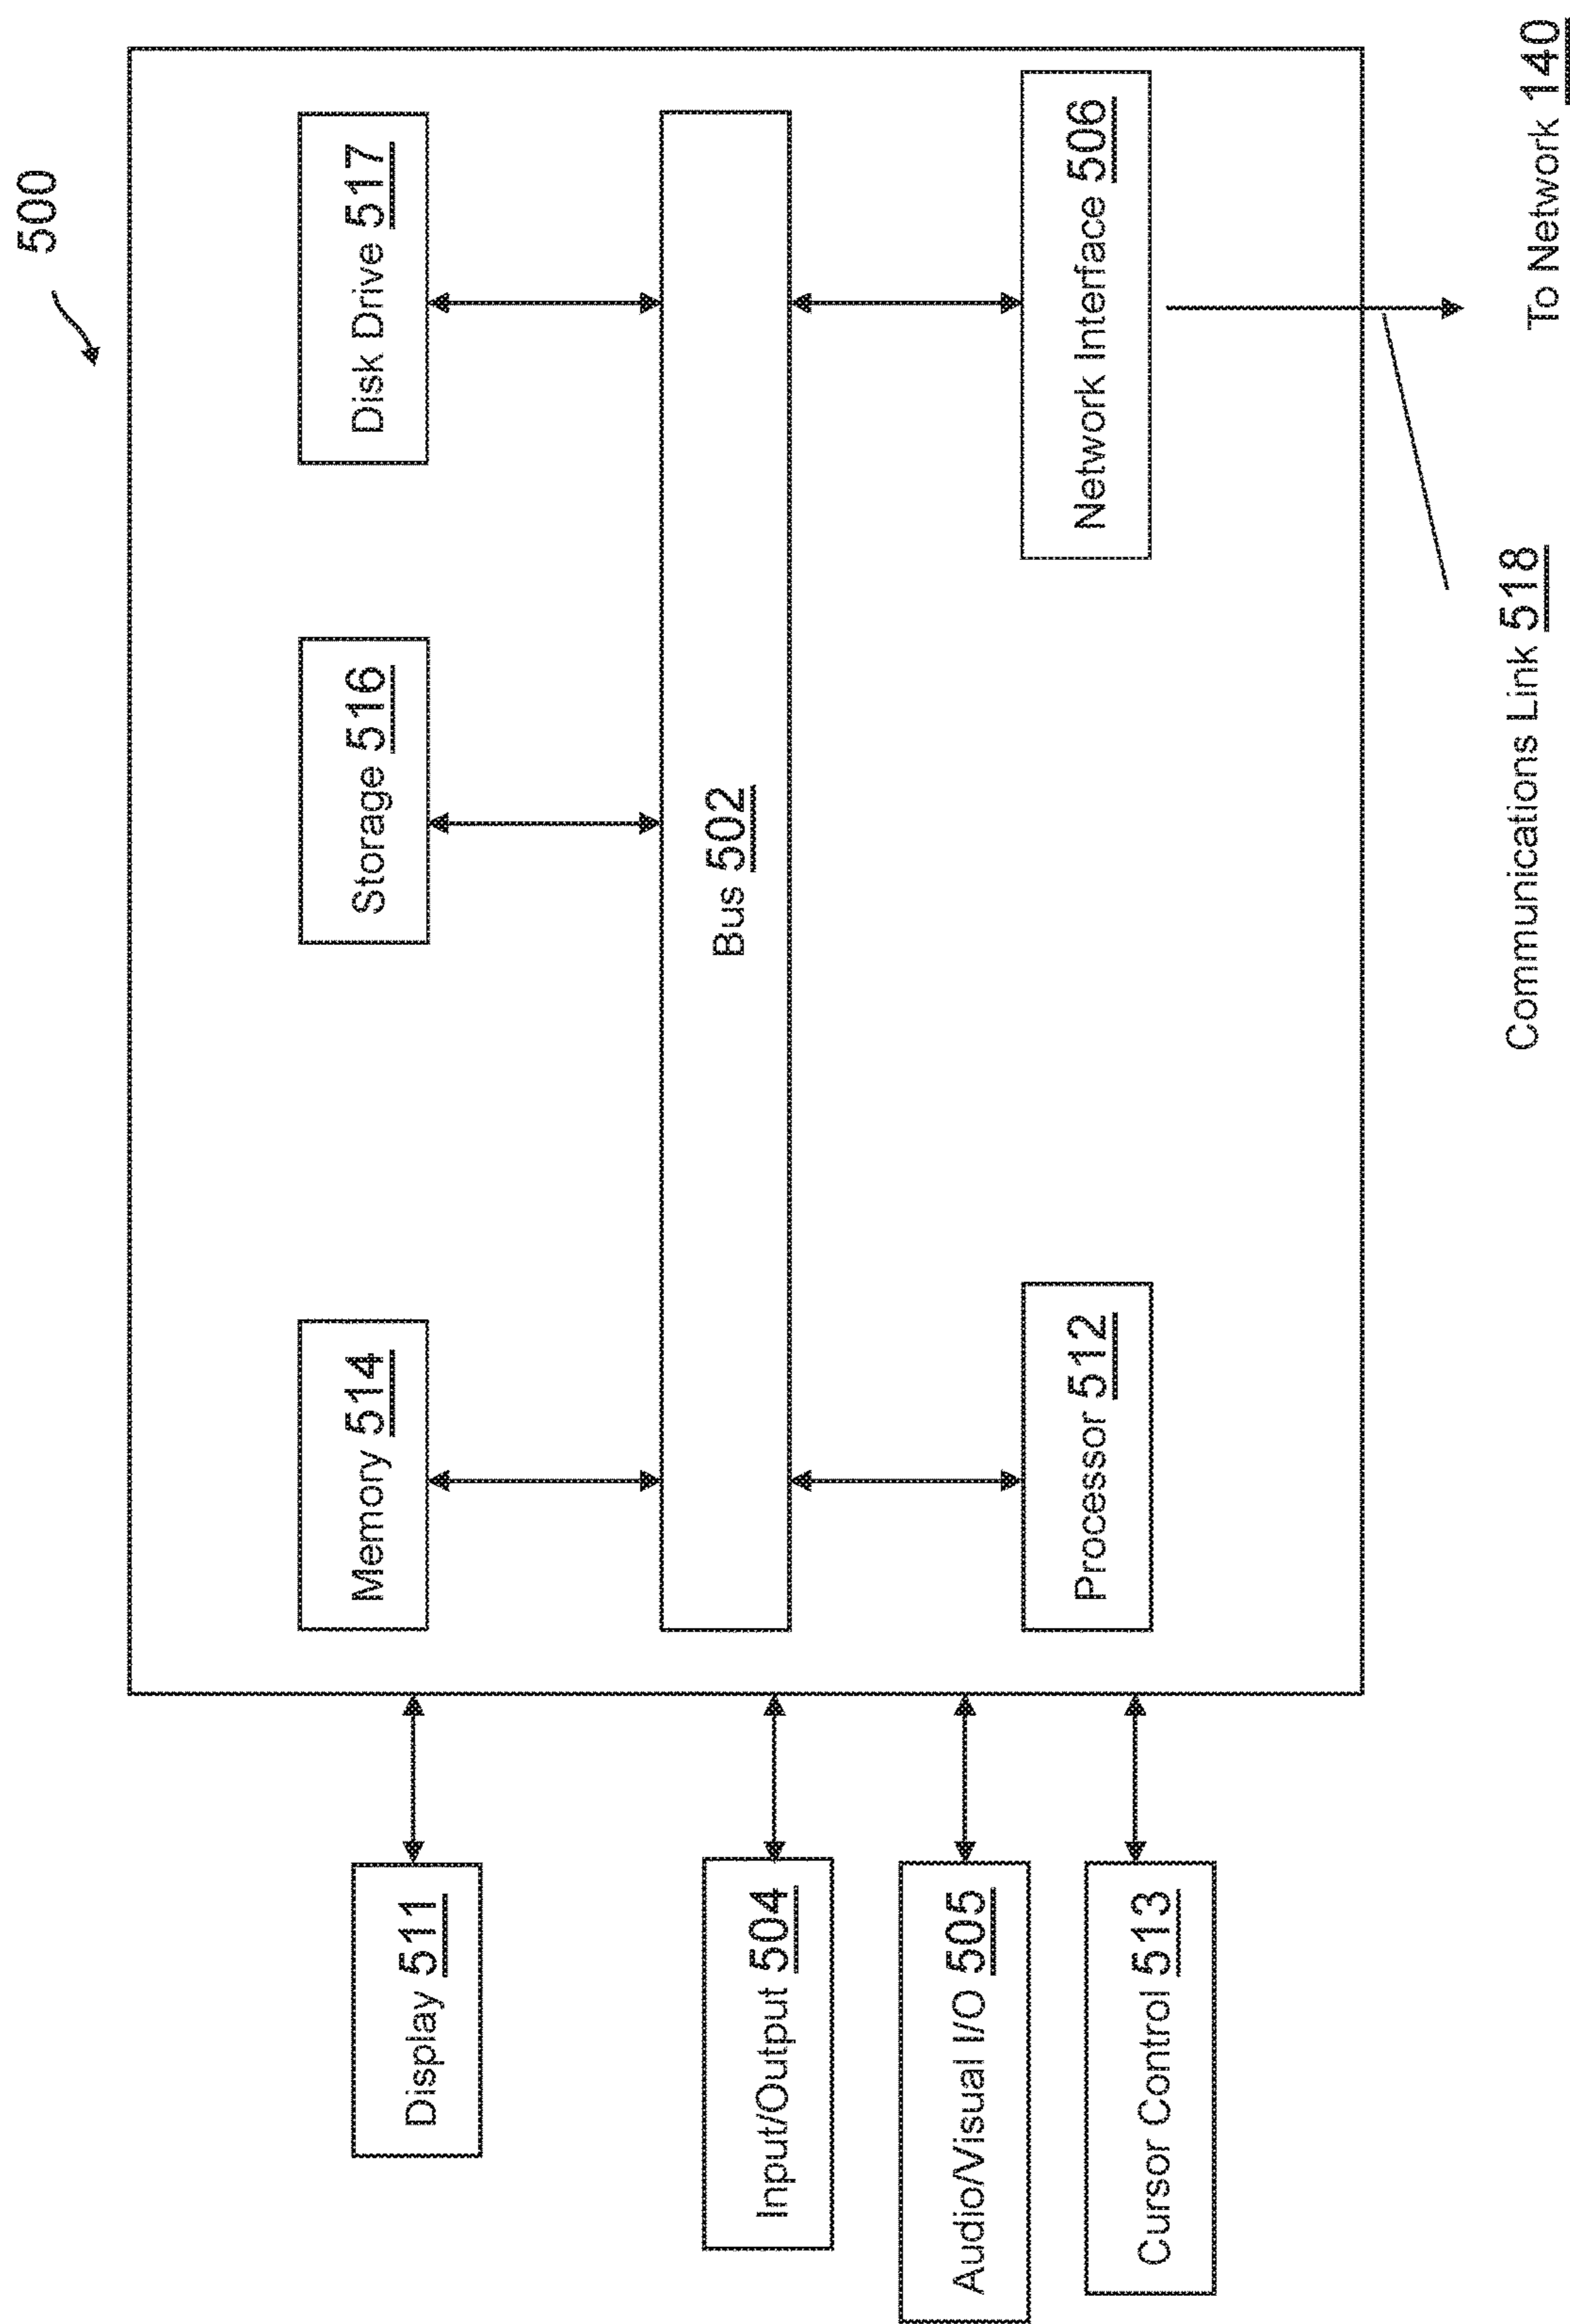 500
Display 511
Memory 514
Storage 516
Disk Drive 517
Input/Output 504
Bus 502
Audio/Visual I/O 505
Cursor Control 513
Processor 512
Network Interface 506
Communications Link 518
To Network 140